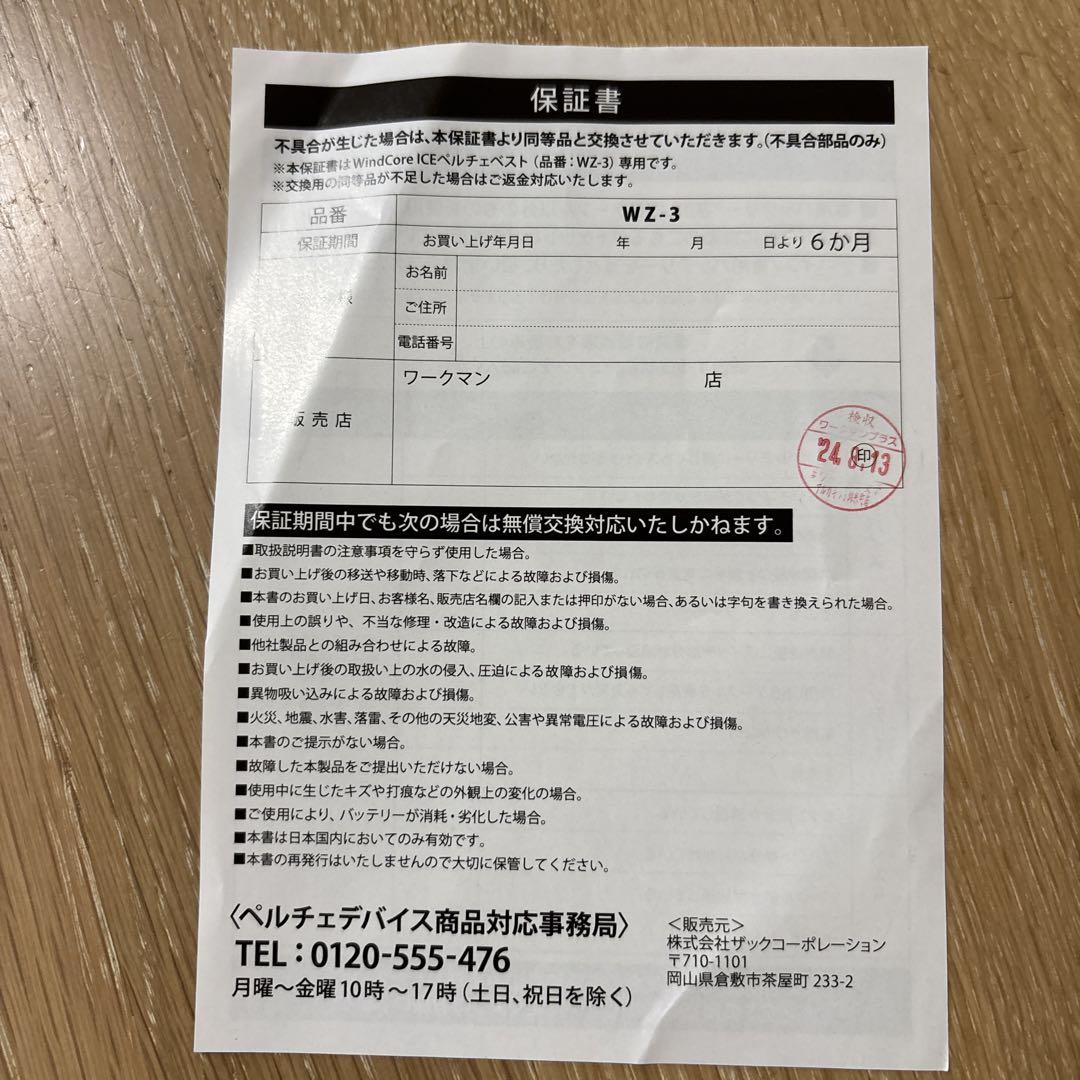 保証書
不具合が生じた場合は、本保証書より同等品と交換させていただきます。(不具合部品のみ)
※本保証書はWindCore ICEペルチェベスト(品番:WZ-3)専用です。
※交換用の同等品が不足した場合はご返金対応いたします。
品番 WZ-3
保証期間 お買い上げ年月日 年 月 日より 6か月
お名前
様 ご住所
電話番号
ワークマン 店
販売店
検収
ワークマンプラス
'24. 8. 13
印
保証期間中でも次の場合は無償交換対応いたしかねます。
■取扱説明書の注意事項を守らず使用した場合。
■お買い上げ後の移送や移動時、落下などによる故障および損傷。
■本書のお買い上げ日、お客様名、販売店名欄の記入または押印がない場合、あるいは字句を書き換えられた場合。
■使用上の誤りや、不当な修理・改造による故障および損傷。
■他社製品との組み合わせによる故障。
■お買い上げ後の取扱い上の水の侵入、圧迫による故障および損傷。
■異物吸い込みによる故障および損傷。
■火災、地震、水害、落雷、その他の天災地変、公害や異常電圧による故障および損傷。
■本書のご提示がない場合。
■故障した本製品をご提出いただけない場合。
■使用中に生じたキズや打痕などの外観上の変化の場合。
■ご使用により、バッテリーが消耗・劣化した場合。
■本書は日本国内においてのみ有効です。
■本書の再発行はいたしませんので大切に保管してください。
〈ペルチェデバイス商品対応事務局〉
TEL:0120-555-476
月曜〜金曜10時〜17時(土日、祝日を除く)
<販売元>
株式会社ザックコーポレーション
〒710-1101
岡山県倉敷市茶屋町 233-2